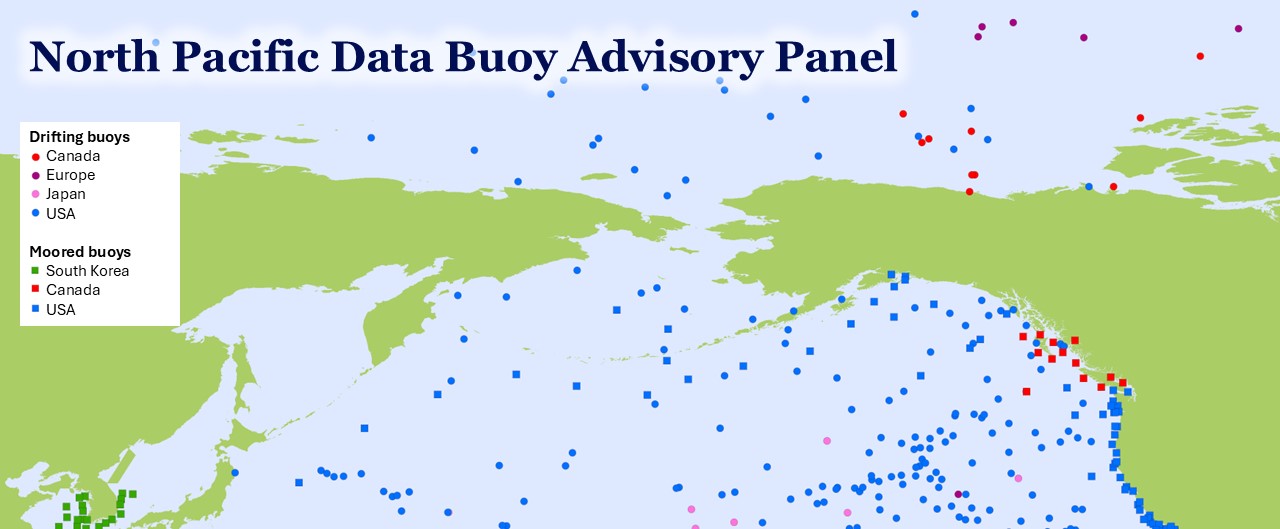 North Pacific Data Buoy Advisory Panel
Drifting buoys
Canada
Europe
Japan
USA
Moored buoys
South Korea
Canada
USA